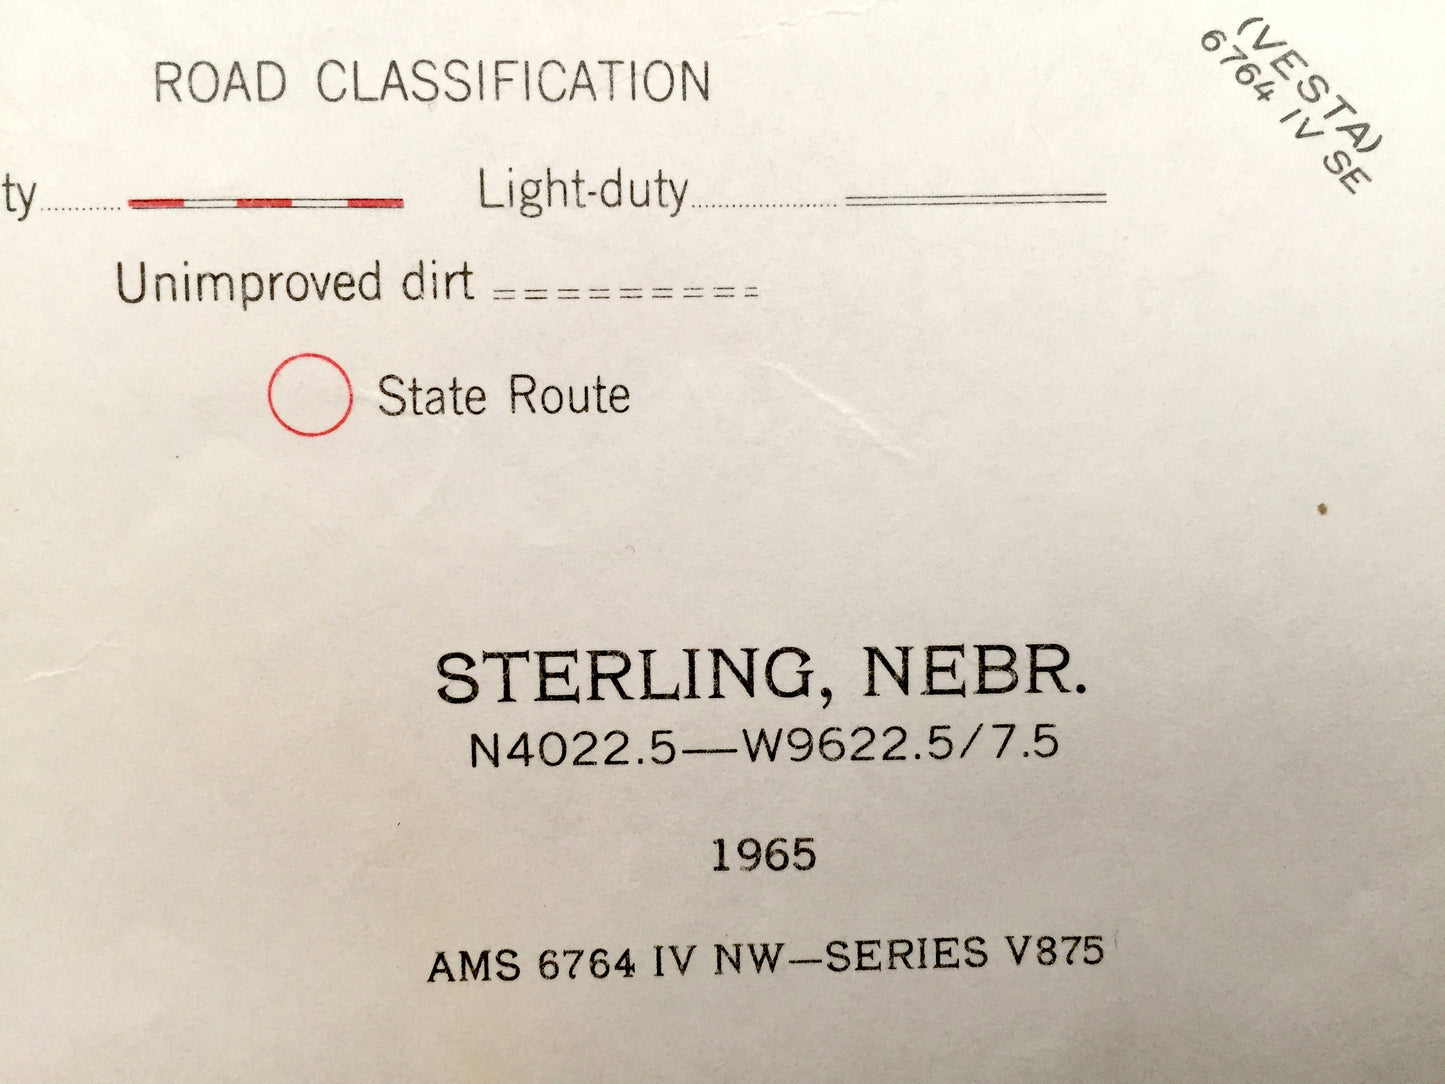 ROAD CLASSIFICATION
ty.......... Light-duty..........
Unimproved dirt
State Route
(VESTA)
6764 IV SE
STERLING, NEBR.
N4022.5—W9622.5/7.5
1965
AMS 6764 IV NW—SERIES V875